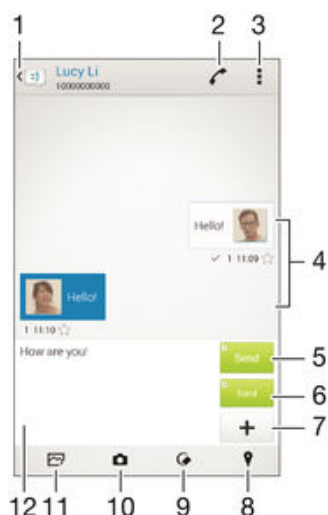 1 2 3
:)
Lucy Li
10000000000
Hello!
✓ 1 11:09
4
Hello!
1 11:10
How are you!
Send 5
Send 6
+ 7
12 11 10 9 8